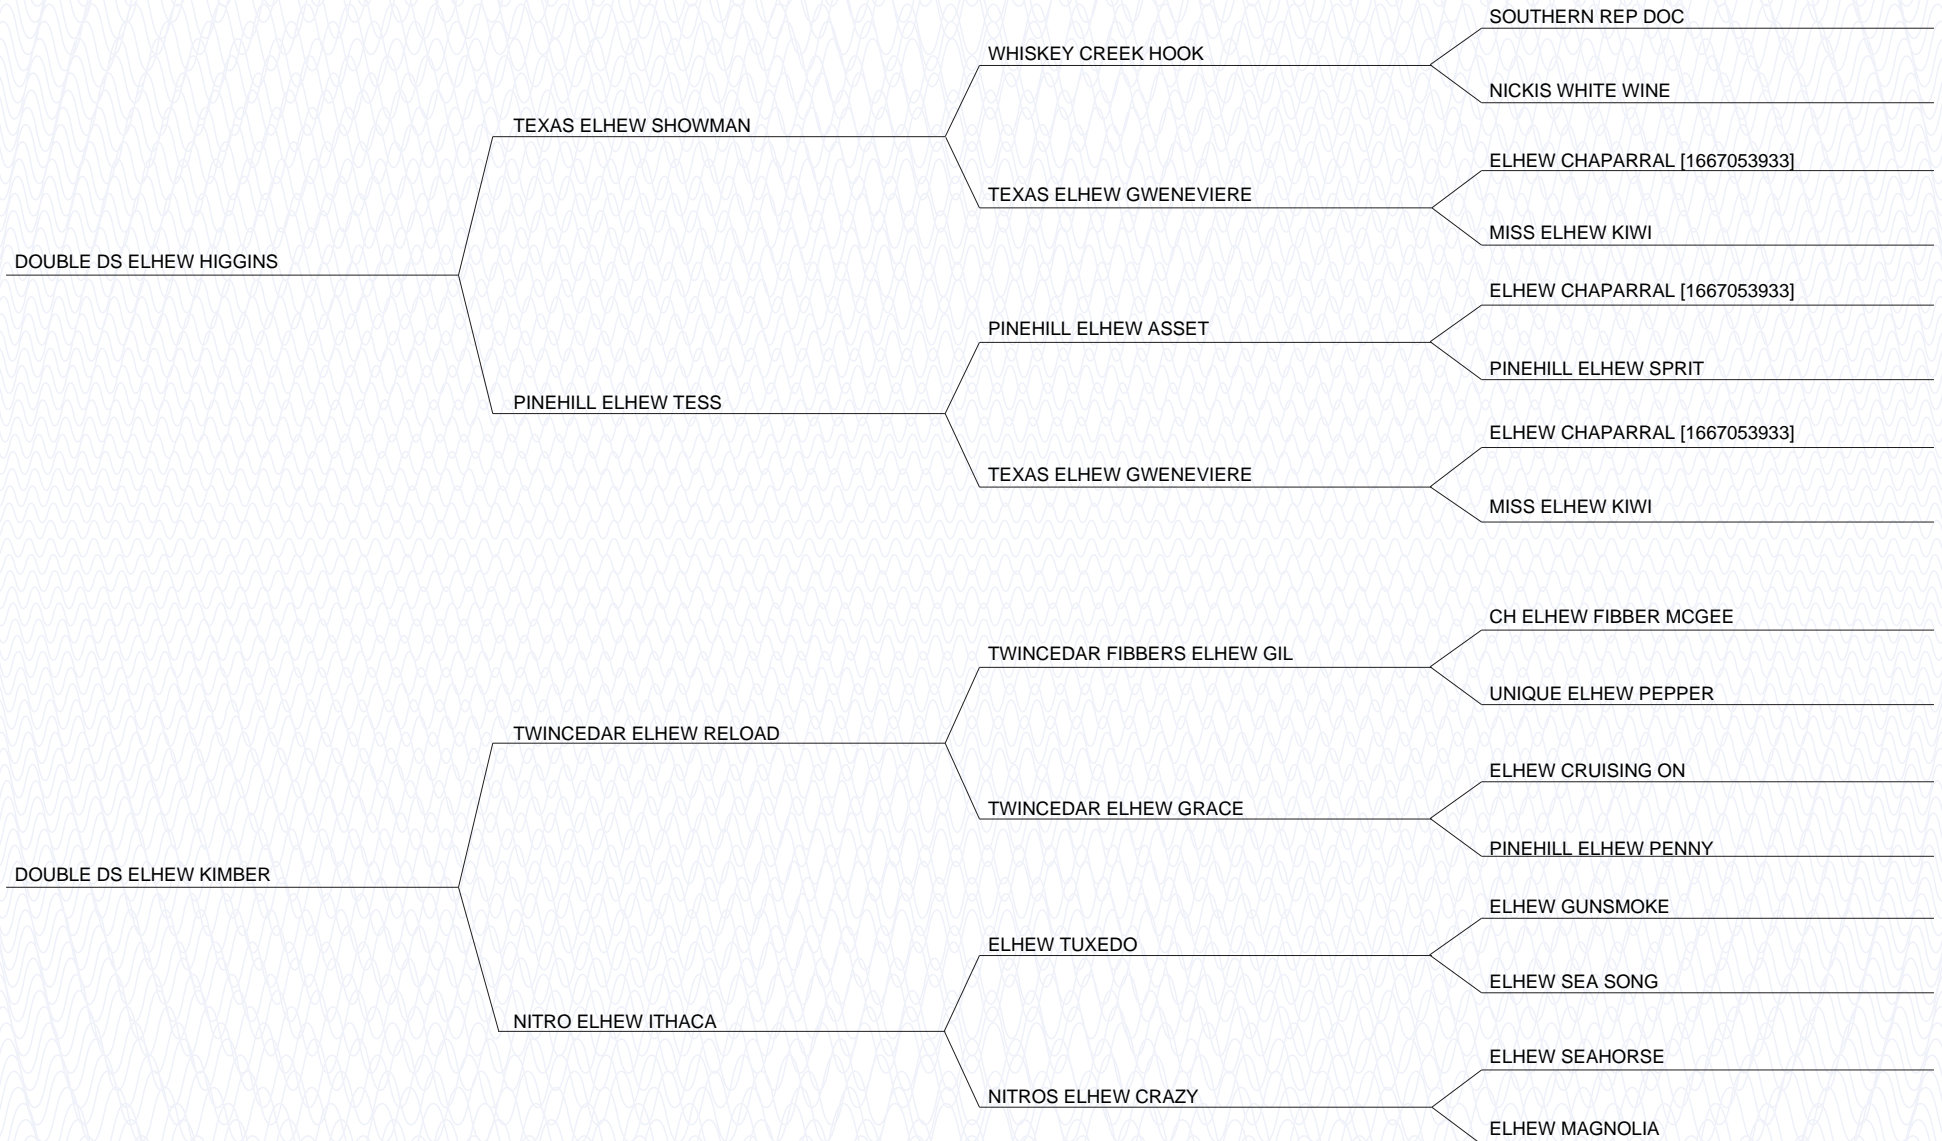 SOUTHERN REP DOC
WHISKEY CREEK HOOK
NICKIS WHITE WINE
TEXAS ELHEW SHOWMAN
ELHEW CHAPARRAL [1667053933]
TEXAS ELHEW GWENEVIERE
MISS ELHEW KIWI
DOUBLE DS ELHEW HIGGINS
ELHEW CHAPARRAL [1667053933]
PINEHILL ELHEW ASSET
PINEHILL ELHEW SPRIT
PINEHILL ELHEW TESS
ELHEW CHAPARRAL [1667053933]
TEXAS ELHEW GWENEVIERE
MISS ELHEW KIWI
CH ELHEW FIBBER MCGEE
TWINCEDAR FIBBERS ELHEW GIL
UNIQUE ELHEW PEPPER
TWINCEDAR ELHEW RELOAD
ELHEW CRUISING ON
TWINCEDAR ELHEW GRACE
PINEHILL ELHEW PENNY
DOUBLE DS ELHEW KIMBER
ELHEW GUNSMOKE
ELHEW TUXEDO
ELHEW SEA SONG
NITRO ELHEW ITHACA
ELHEW SEAHORSE
NITROS ELHEW CRAZY
ELHEW MAGNOLIA